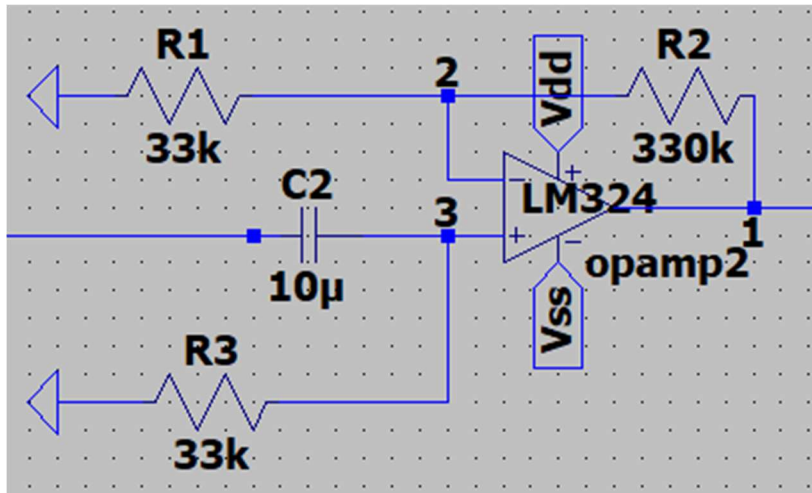 R1
33k
2
Vdd
R2
330k
C2
10µ
3
-
+
LM324
+
-
1
opamp2
Vss
R3
33k